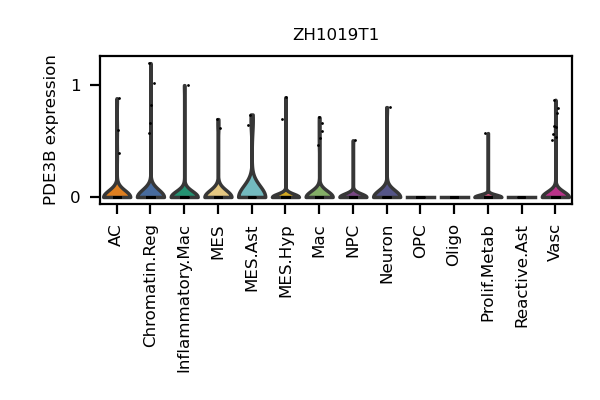 ZH1019T1
PDE3B expression
1
0
AC
Chromatin.Reg
Inflammatory.Mac
MES
MES.Ast
MES.Hyp
Mac
NPC
Neuron
OPC
Oligo
Prolif.Metab
Reactive.Ast
Vasc